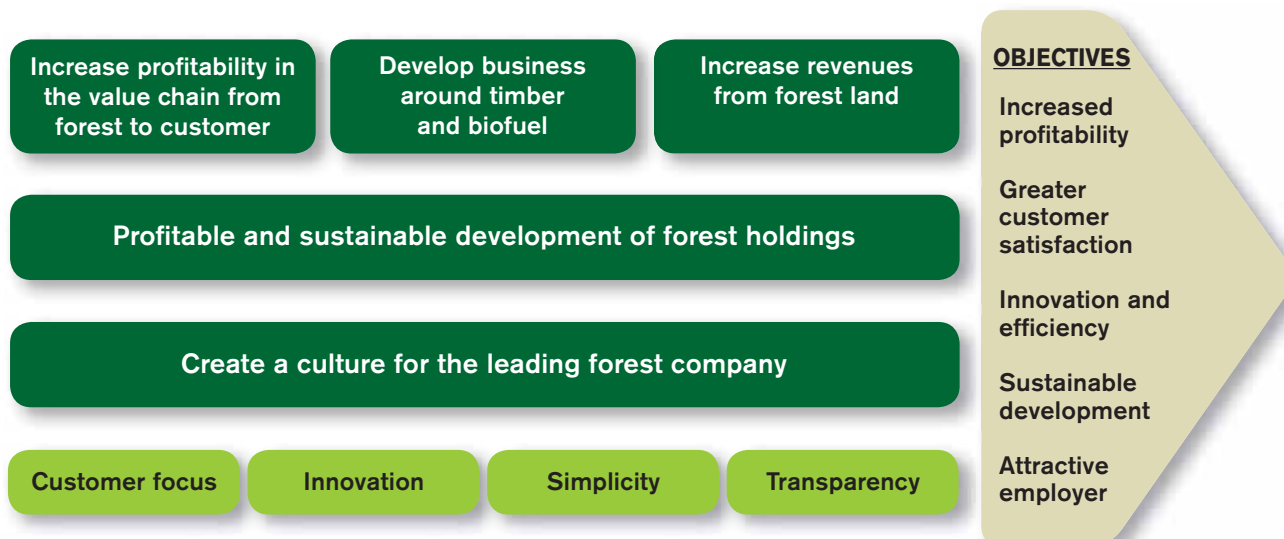 Increase profitability in
the value chain from
forest to customer
Develop business
around timber
and biofuel
Increase revenues
from forest land
Profitable and sustainable development of forest holdings
Create a culture for the leading forest company
Customer focus
Innovation
Simplicity
Transparency
OBJECTIVES
Increased
profitability
Greater
customer
satisfaction
Innovation and
efficiency
Sustainable
development
Attractive
employer